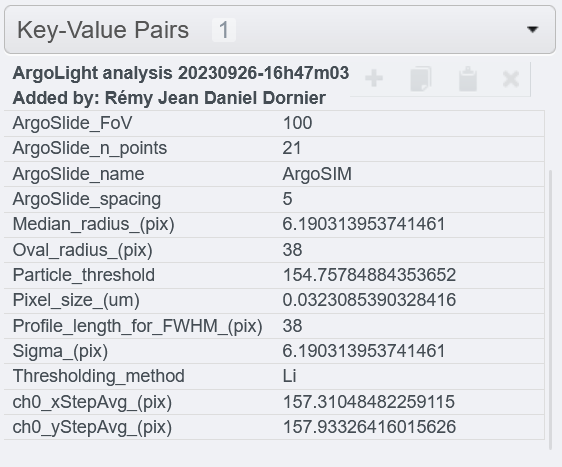 Key-Value Pairs 1
ArgoLight analysis 20230926-16h47m03
Added by: Rémy Jean Daniel Dornier
ArgoSlide_FoV 100
ArgoSlide_n_points 21
ArgoSlide_name ArgoSIM
ArgoSlide_spacing 5
Median_radius_(pix) 6.190313953741461
Oval_radius_(pix) 38
Particle_threshold 154.75784884353652
Pixel_size_(um) 0.0323085390328416
Profile_length_for_FWHM_(pix) 38
Sigma_(pix) 6.190313953741461
Thresholding_method Li
ch0_xStepAvg_(pix) 157.31048482259115
ch0_yStepAvg_(pix) 157.93326416015626